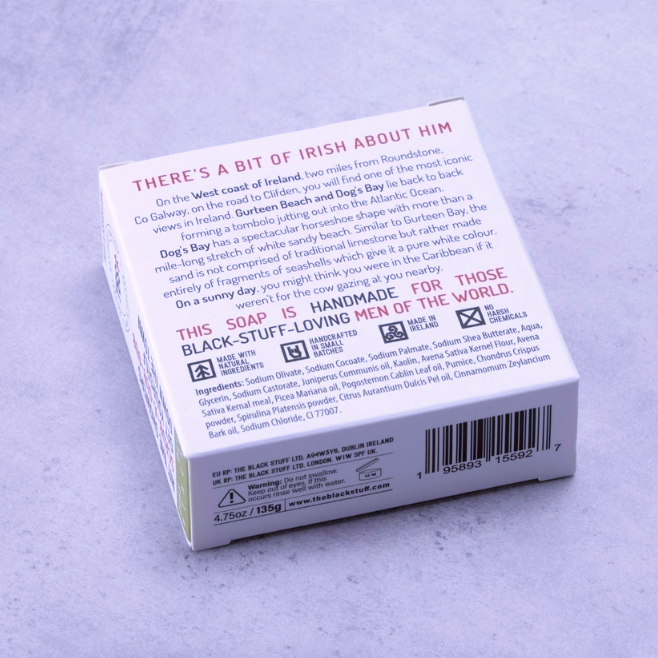 THERE'S A BIT OF IRISH ABOUT HIM
On the West coast of Ireland, two miles from Roundstone,
Co Galway, on the road to Clifden, you will find one of the most iconic
views in Ireland. Gurteen Beach and Dog's Bay lie back to back
forming a tombolo jutting out into the Atlantic Ocean.
Dog's Bay has a spectacular horseshoe shape with more than a
mile-long stretch of white sandy beach. Similar to Gurteen Bay, the
sand is not comprised of traditional limestone but rather made
entirely of fragments of seashells which give it a pure white colour.
On a sunny day, you might think you were in the Caribbean if it
weren't for the cow gazing at you nearby.
THIS SOAP IS HANDMADE FOR THOSE
BLACK-STUFF-LOVING MEN OF THE WORLD.
MADE WITH
NATURAL
INGREDIENTS
HANDCRAFTED
IN SMALL
BATCHES
MADE IN
IRELAND
NO
HARSH
CHEMICALS
Ingredients: Sodium Olivate, Sodium Cocoate, Sodium Palmate, Sodium Shea Butterate, Aqua,
Glycerin, Sodium Castorate, Juniperus Communis oil, Kaolin, Avena Sativa Kernel Flour, Avena
Sativa Kernal meal, Picea Mariana oil, Pogostemon Cablin Leaf oil, Pumice, Chondrus Crispus
powder, Spirulina Platensis powder, Citrus Aurantium Dulcis Pel oil, Cinnamomum Zeylancium
Bark oil, Sodium Chloride, CI 77007.
EU RP: THE BLACK STUFF LTD. A94W3Y6. DUBLIN IRELAND
UK RP: THE BLACK STUFF LTD. LONDON. W1W 5PF UK.
Warning: Do not swallow.
Keep out of eyes. If this
occurs rinse well with water.
4.75oz / 135g
www.theblackstuff.com
1 95893 15592 7